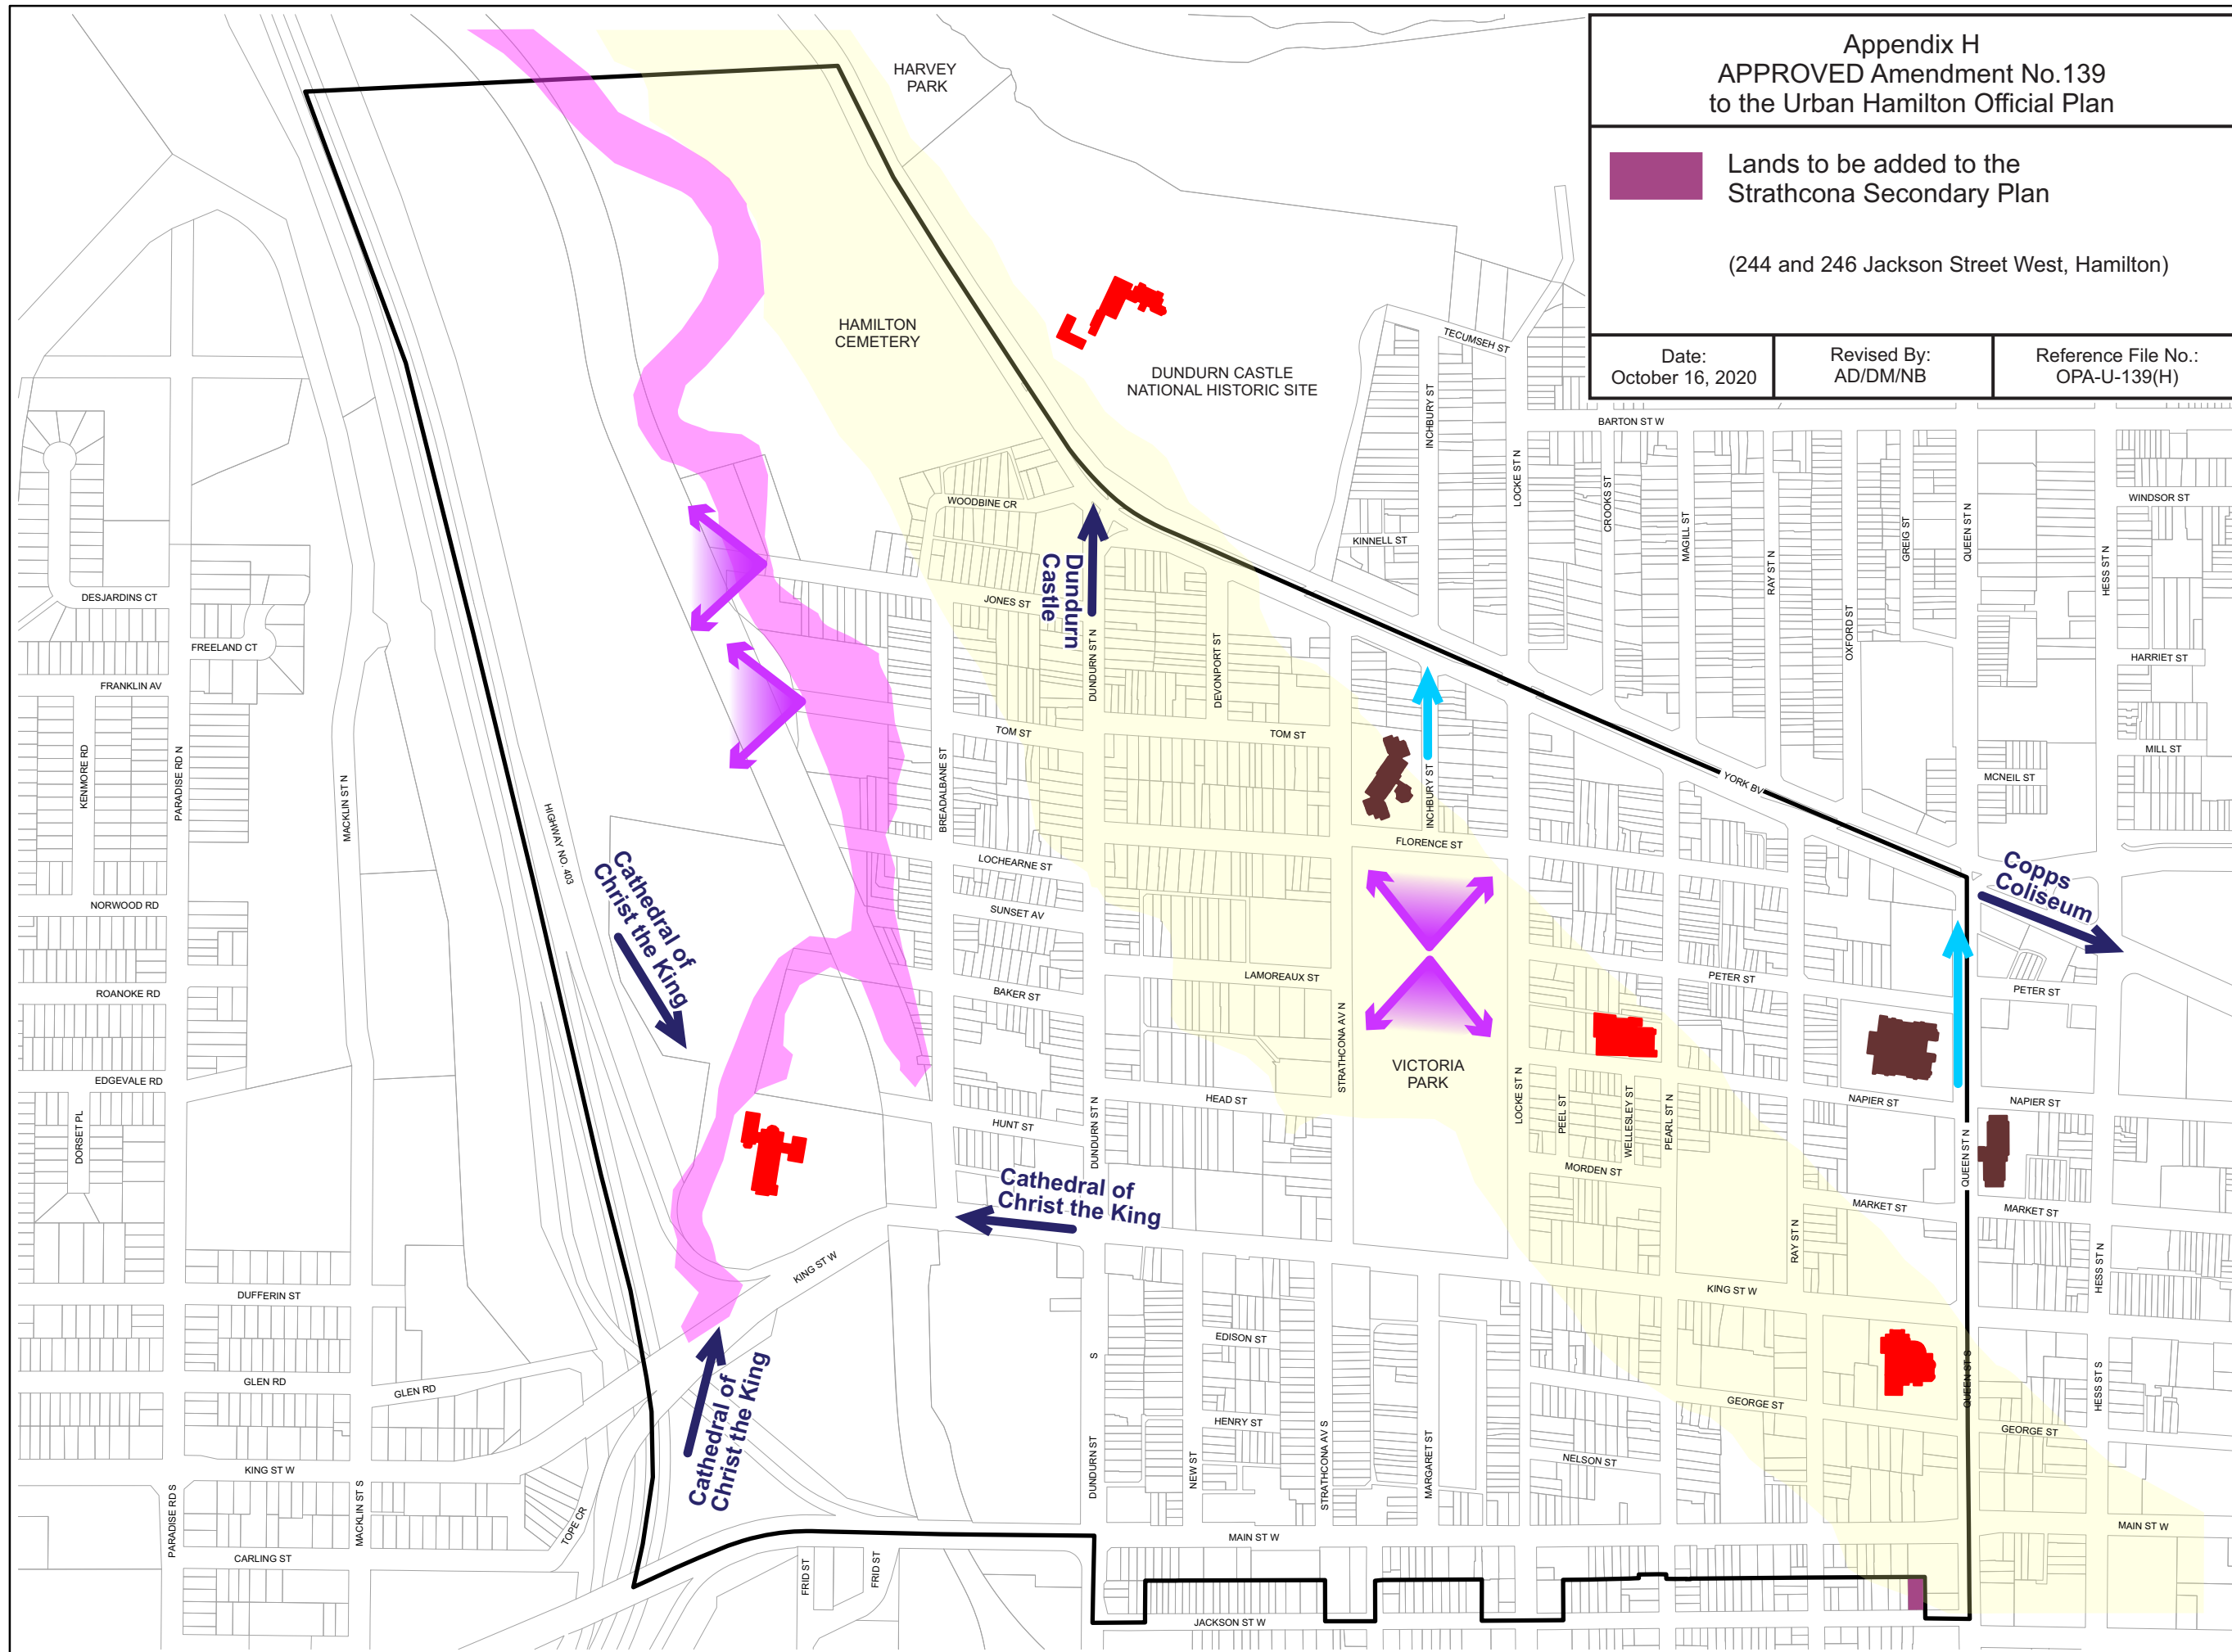 Appendix H
APPROVED Amendment No.139
to the Urban Hamilton Official Plan
Lands to be added to the
Strathcona Secondary Plan
(244 and 246 Jackson Street West, Hamilton)
Date:
October 16, 2020
Revised By:
AD/DM/NB
Reference File No.:
OPA-U-139(H)
HARVEY
PARK
HAMILTON
CEMETERY
DUNDURN CASTLE
NATIONAL HISTORIC SITE
TECUMSEH ST
INCHBURY ST
LOCKE ST N
BARTON ST W
CROOKS ST
MAGILL ST
RAY ST N
OXFORD ST
GREIG ST
QUEEN ST N
HESS ST N
WINDSOR ST
WOODBINE CR
KINNELL ST
Dundurn
Castle
JONES ST
DUNDURN ST N
DEVONPORT ST
DESJARDINS CT
FREELAND CT
FRANKLIN AV
HARRIET ST
TOM ST
TOM ST
MILL ST
MCNEIL ST
YORK BV
KENMORE RD
PARADISE RD N
MACKLIN ST N
HIGHWAY NO. 403
BREADALBANE ST
INCHBURY ST
FLORENCE ST
LOCHEARNE ST
Cathedral of
Christ the King
Copps
Coliseum
NORWOOD RD
SUNSET AV
LAMOREAUX ST
PETER ST
PETER ST
ROANOKE RD
BAKER ST
STRATHCONA AV N
VICTORIA
PARK
EDGEVALE RD
HEAD ST
LOCKE ST N
PEEL ST
WELLESLEY ST
PEARL ST N
NAPIER ST
NAPIER ST
DORSET PL
HUNT ST
DUNDURN ST N
QUEEN ST N
MORDEN ST
Cathedral of
Christ the King
MARKET ST
MARKET ST
RAY ST N
HESS ST N
KING ST W
DUFFERIN ST
KING ST W
EDISON ST
S
QUEEN ST S
HESS ST S
GLEN RD
GLEN RD
Cathedral of
Christ the King
GEORGE ST
GEORGE ST
HENRY ST
NELSON ST
KING ST W
DUNDURN ST
NEW ST
STRATHCONA AV S
MARGARET ST
PARADISE RD S
MACKLIN ST S
TOPE CR
MAIN ST W
MAIN ST W
CARLING ST
FRID ST
FRID ST
JACKSON ST W